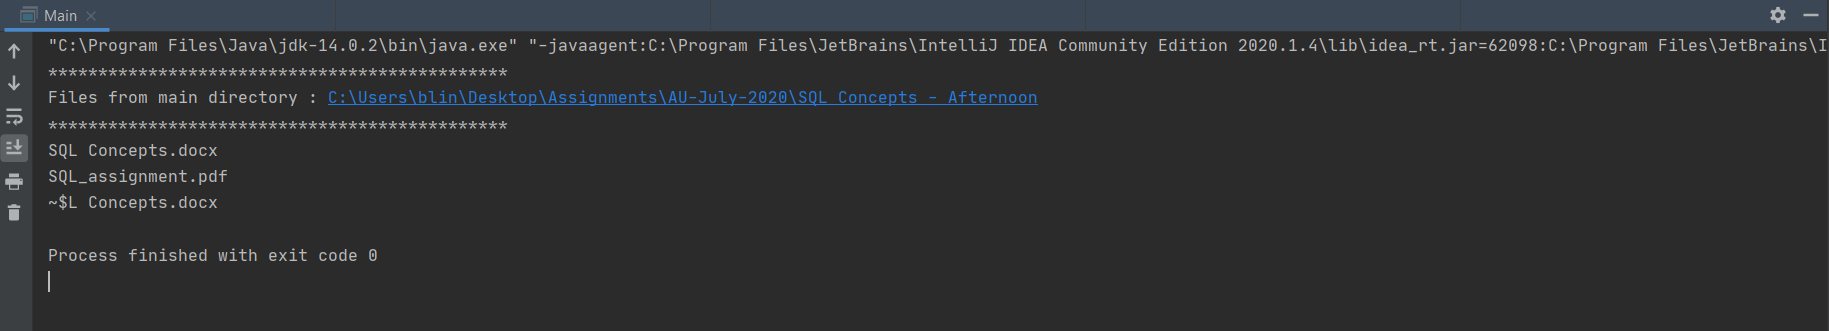 Main
"C:\Program Files\Java\jdk-14.0.2\bin\java.exe" "-javaagent:C:\Program Files\JetBrains\IntelliJ IDEA Community Edition 2020.1.4\lib\idea_rt.jar=62098:C:\Program Files\JetBrains\I
**********************************************
Files from main directory : C:\Users\blin\Desktop\Assignments\AU-July-2020\SQL Concepts - Afternoon
**********************************************
SQL Concepts.docx
SQL_assignment.pdf
~$L Concepts.docx
Process finished with exit code 0